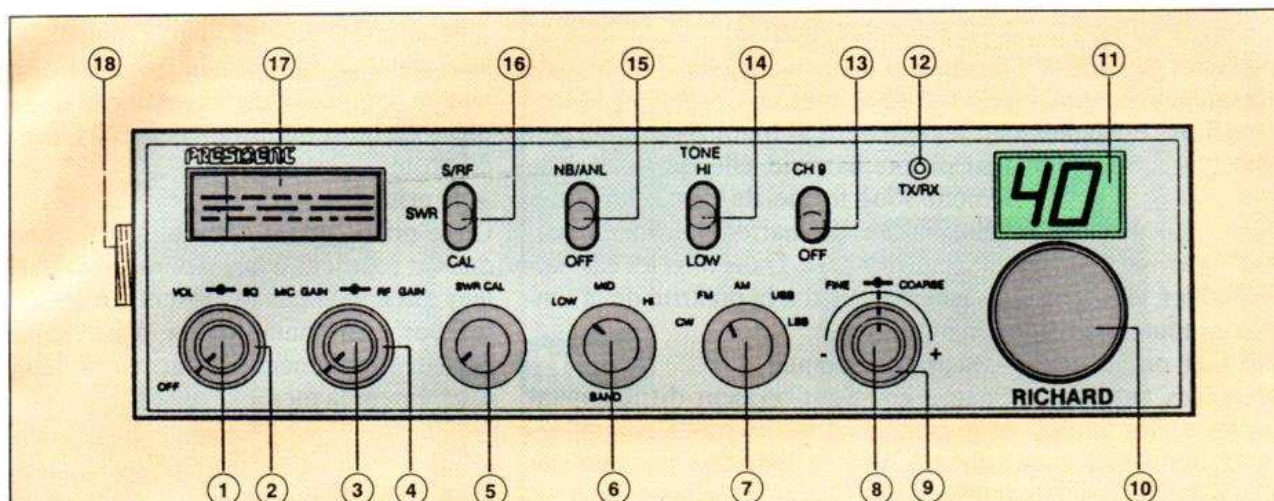 18 17 16 15 14 13 12 11
PRESIDENT
S/RF
SWR
CAL
NB/ANL
OFF
TONE
HI
LOW
CH 9
OFF
TX/RX
40
VOL SQ
OFF
MIC GAIN RF GAIN
SWR CAL
LOW MID HI
BAND
CW FM AM USB LSB
FINE COARSE
- +
RICHARD
1 2 3 4 5 6 7 8 9 10